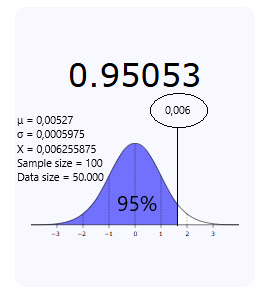 0.95053
0,006
μ = 0,00527
σ = 0,0005975
X = 0,006255875
Sample size = 100
Data size = 50.000
95%
−3 −2 −1 0 1 2 3